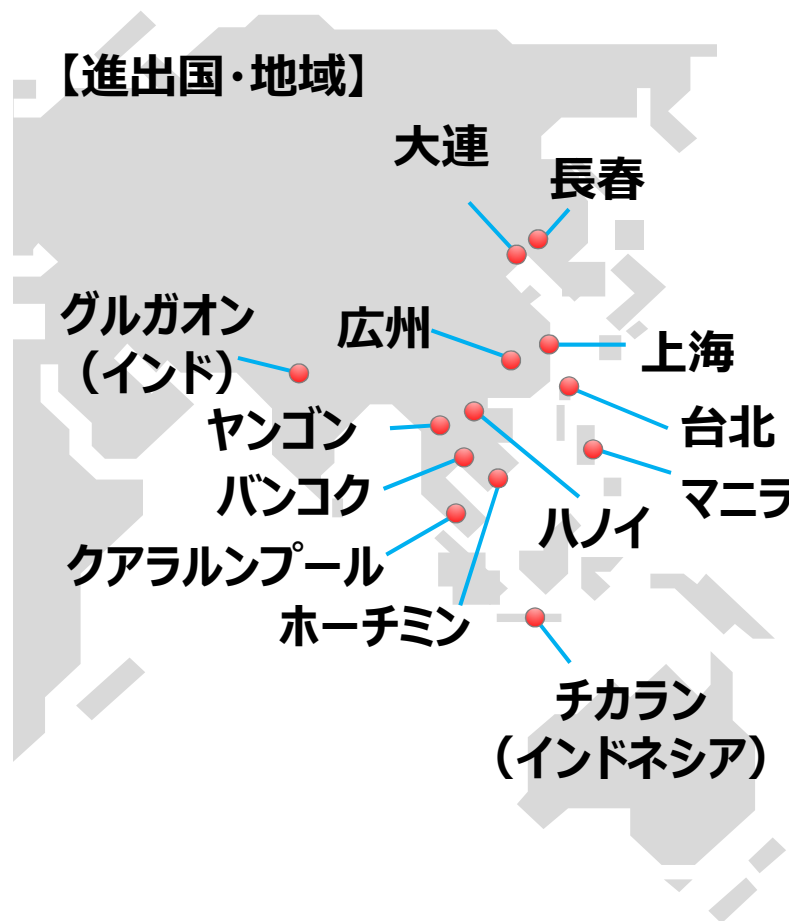 【進出国・地域】
大連
長春
グルガオン
（インド）
広州
上海
ヤンゴン
台北
バンコク
マニラ
ハノイ
クアラルンプール
ホーチミン
チカラン
（インドネシア）